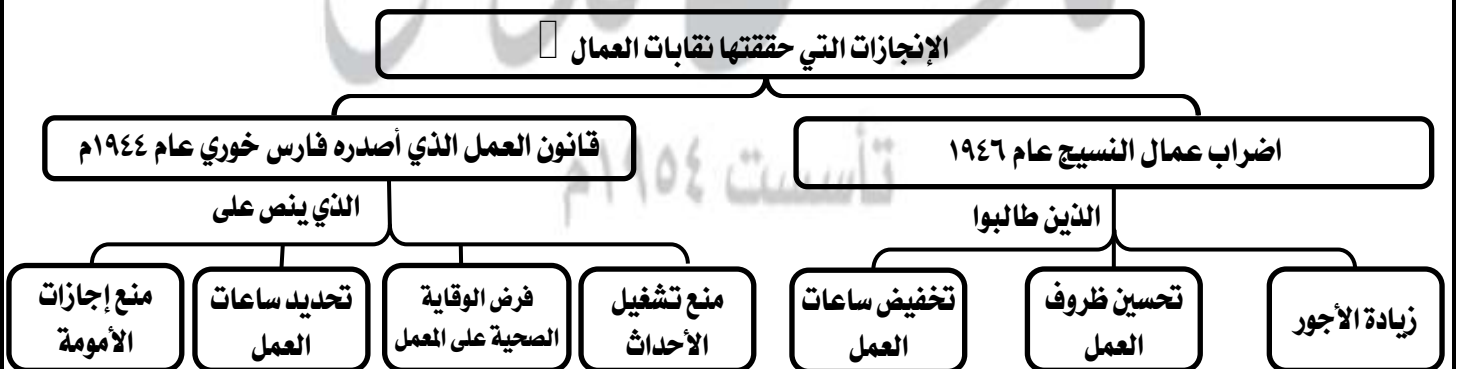 الإنجازات التي حققتها نقابات العمال
اضراب عمال النسيج عام ١٩٤٦
قانون العمل الذي أصدره فارس خوري عام ١٩٤٤م
تأسست ١٩٥٤م
الذين طالبوا
الذي ينص على
زيادة الأجور
تحسين ظروف
العمل
تخفيض ساعات
العمل
منع تشغيل
الأحداث
فرض الوقاية
الصحية على المعمل
تحديد ساعات
العمل
منع إجازات
الأمومة